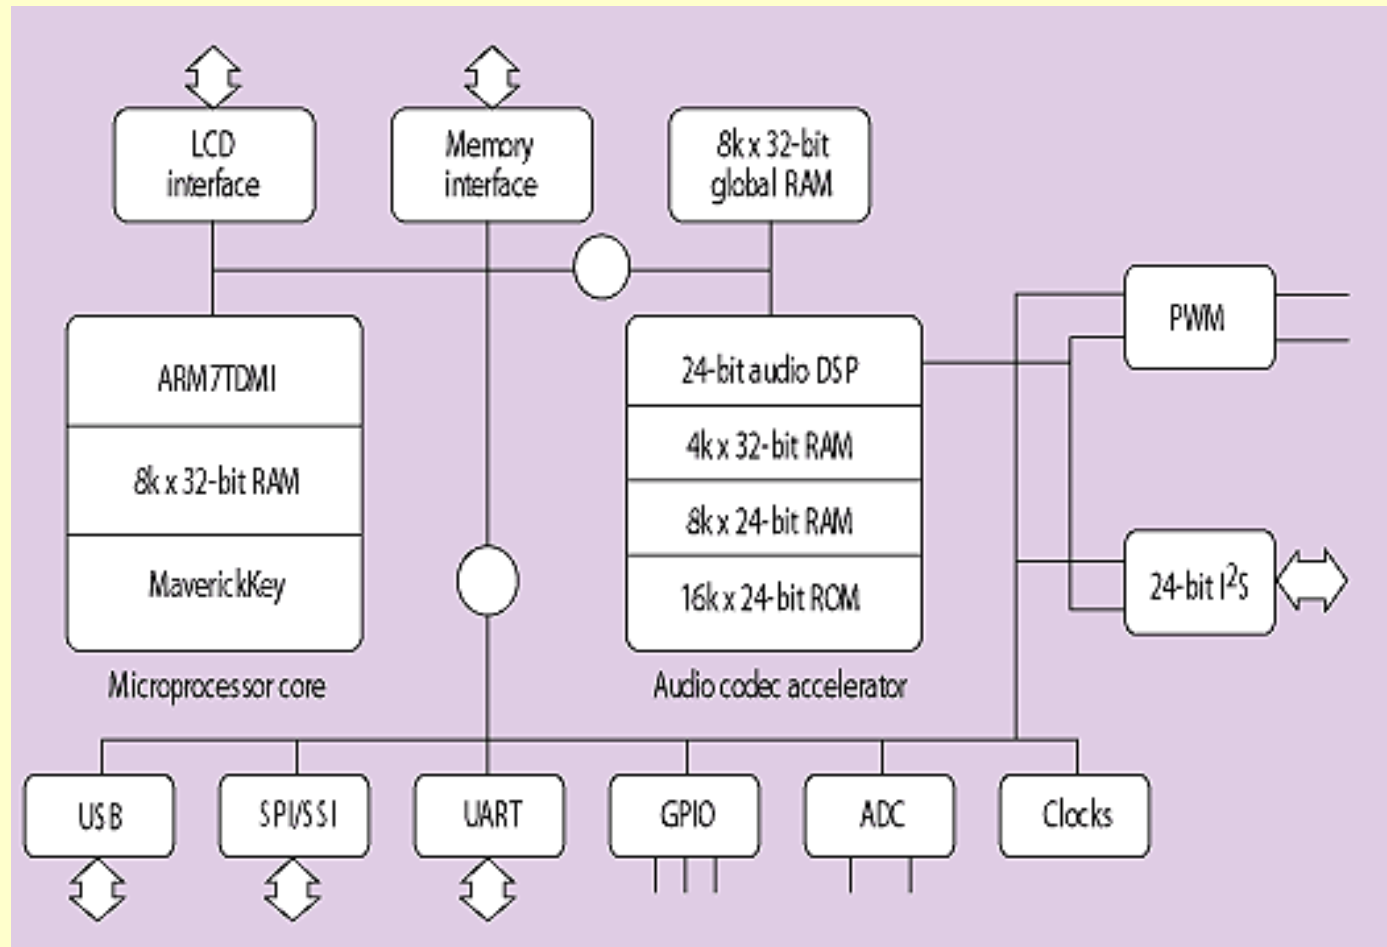 LCD
interface
Memory
interface
8k x 32-bit
global RAM
PWM
ARM7TDMI
8k x 32-bit RAM
MaverickKey
Microprocessor core
24-bit audio DSP
4k x 32-bit RAM
8k x 24-bit RAM
16k x 24-bit ROM
Audio codec accelerator
24-bit I²S
USB
SPI/SSI
UART
GPIO
ADC
Clocks